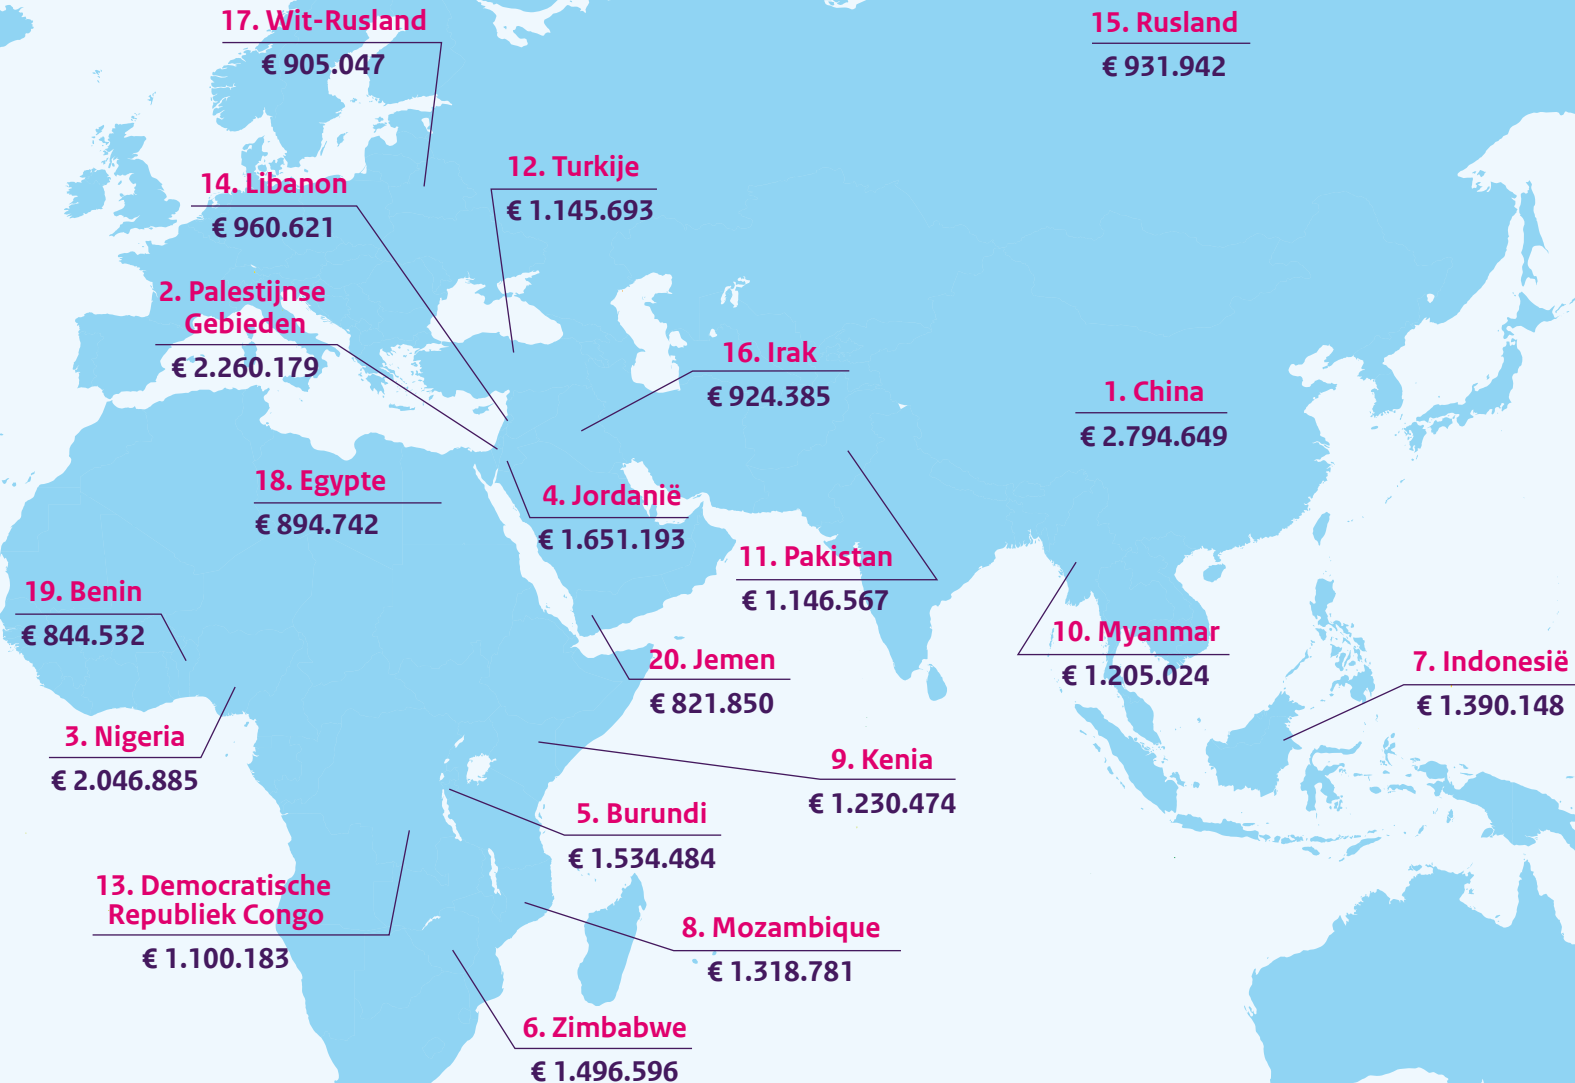 17. Wit-Rusland
€ 905.047
15. Rusland
€ 931.942
12. Turkije
€ 1.145.693
14. Libanon
€ 960.621
2. Palestijnse
Gebieden
€ 2.260.179
16. Irak
€ 924.385
1. China
€ 2.794.649
18. Egypte
€ 894.742
4. Jordanië
€ 1.651.193
11. Pakistan
€ 1.146.567
19. Benin
€ 844.532
10. Myanmar
€ 1.205.024
20. Jemen
€ 821.850
7. Indonesië
€ 1.390.148
3. Nigeria
€ 2.046.885
9. Kenia
€ 1.230.474
5. Burundi
€ 1.534.484
13. Democratische
Republiek Congo
€ 1.100.183
8. Mozambique
€ 1.318.781
6. Zimbabwe
€ 1.496.596